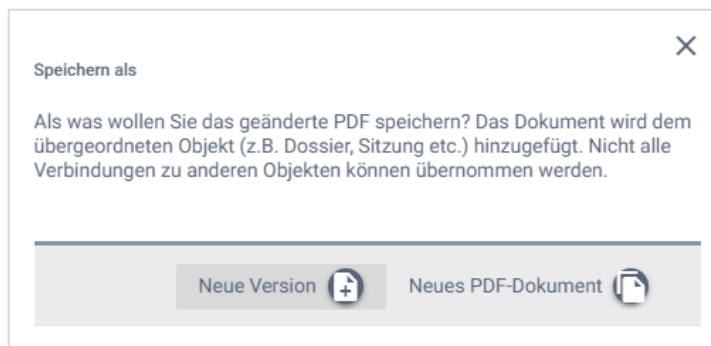 Speichern als
Als was wollen Sie das geänderte PDF speichern? Das Dokument wird dem
übergeordneten Objekt (z.B. Dossier, Sitzung etc.) hinzugefügt. Nicht alle
Verbindungen zu anderen Objekten können übernommen werden.
Neue Version Neues PDF-Dokument